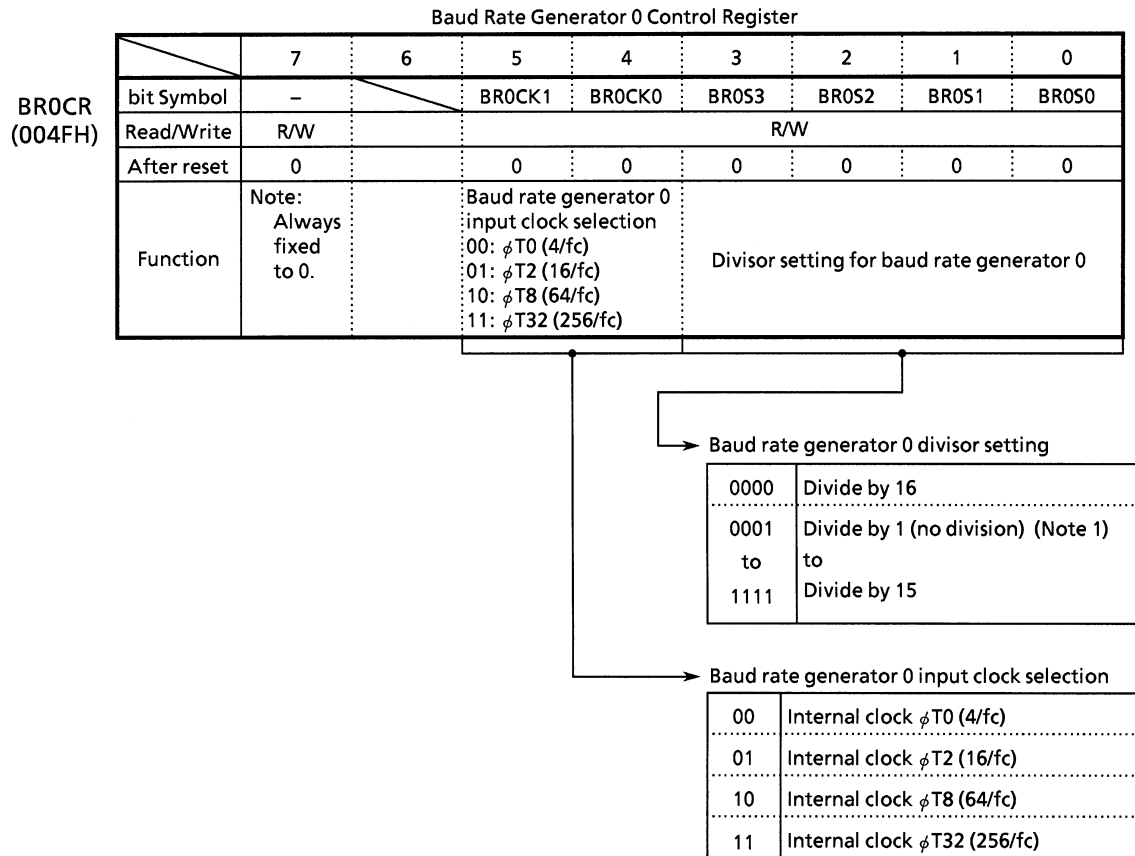 Baud Rate Generator 0 Control Register
7 6 5 4 3 2 1 0
BR0CR
(004FH)
bit Symbol – BR0CK1 BR0CK0 BR0S3 BR0S2 BR0S1 BR0S0
Read/Write R/W R/W
After reset 0 0 0 0 0 0 0
Function
Note:
Always
fixed
to 0.
Baud rate generator 0
input clock selection
00: ϕT0 (4/fc)
01: ϕT2 (16/fc)
10: ϕT8 (64/fc)
11: ϕT32 (256/fc)
Divisor setting for baud rate generator 0
Baud rate generator 0 divisor setting
0000 Divide by 16
0001 Divide by 1 (no division) (Note 1)
to to
1111 Divide by 15
Baud rate generator 0 input clock selection
00 Internal clock ϕT0 (4/fc)
01 Internal clock ϕT2 (16/fc)
10 Internal clock ϕT8 (64/fc)
11 Internal clock ϕT32 (256/fc)